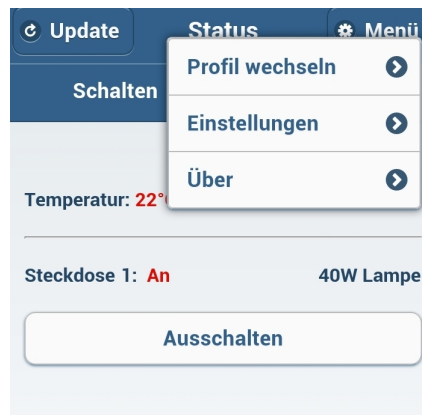 Update Status Menü
Schalten
Profil wechseln
Einstellungen
Über
Temperatur: 22°
Steckdose 1: An 40W Lampe
Ausschalten